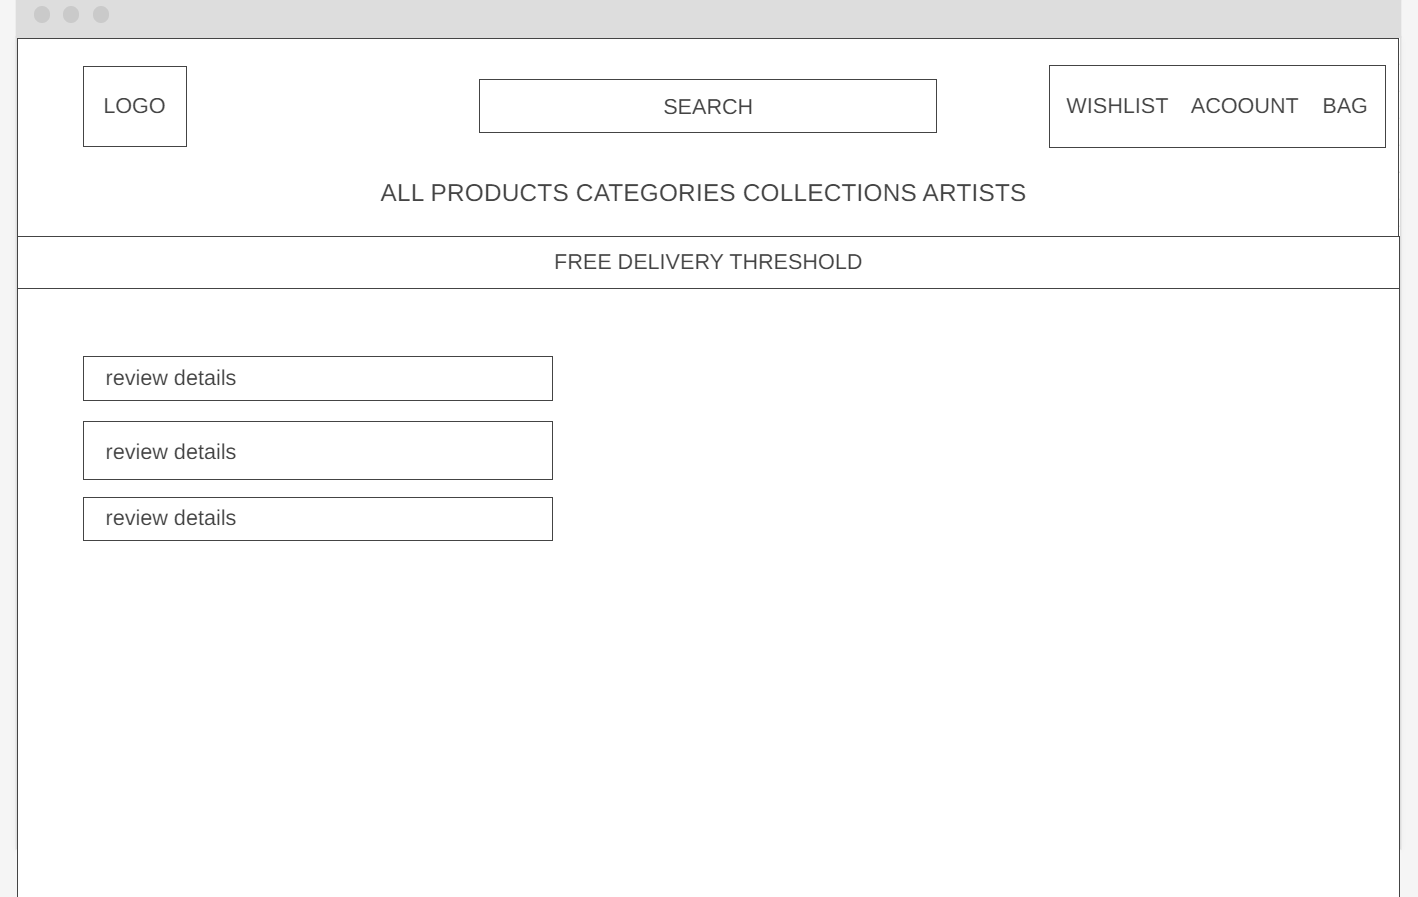 LOGO
SEARCH
WISHLIST ACOOUNT BAG
ALL PRODUCTS CATEGORIES COLLECTIONS ARTISTS
FREE DELIVERY THRESHOLD
review details
review details
review details